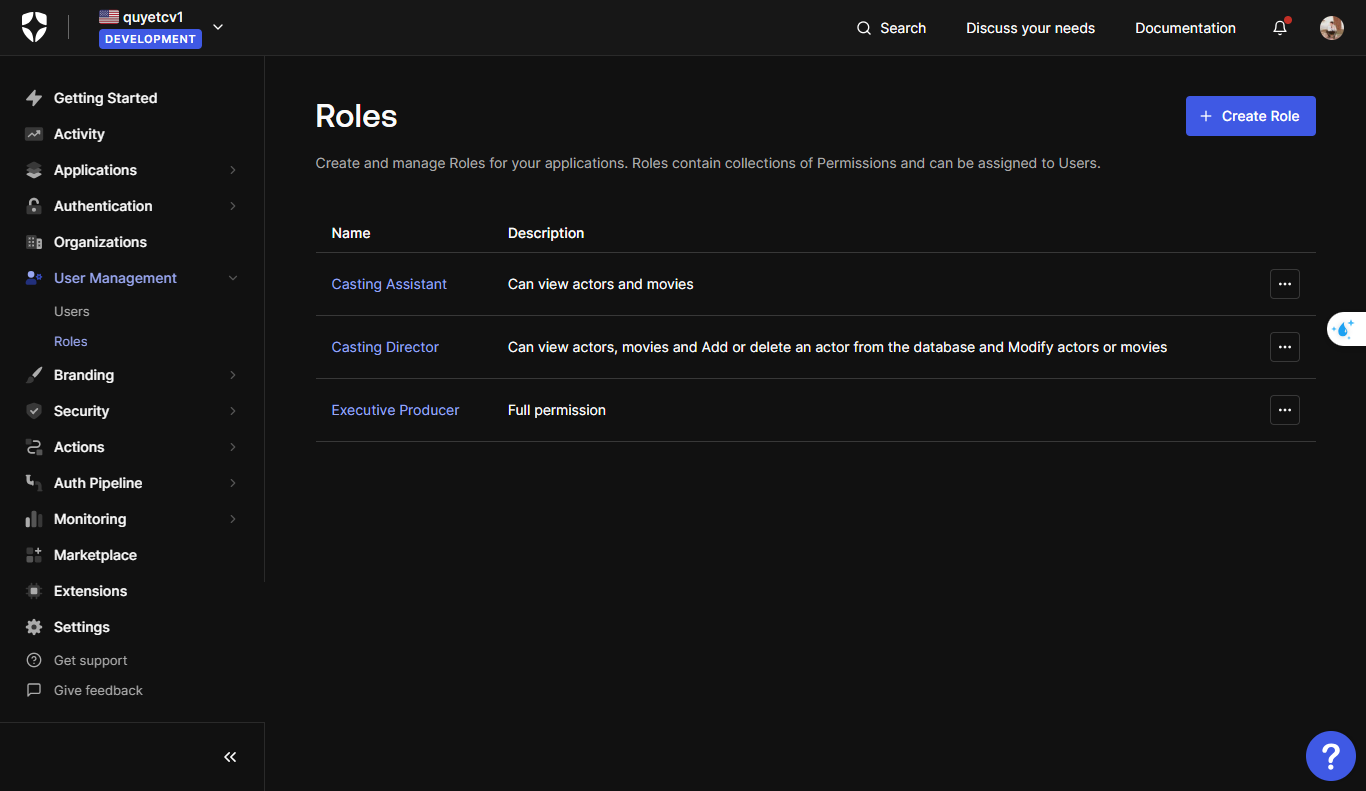 quyetcv1
DEVELOPMENT
Search
Discuss your needs
Documentation
Getting Started
Activity
Applications
Authentication
Organizations
User Management
Users
Roles
Branding
Security
Actions
Auth Pipeline
Monitoring
Marketplace
Extensions
Settings
Get support
Give feedback
Roles
+ Create Role
Create and manage Roles for your applications. Roles contain collections of Permissions and can be assigned to Users.
Name Description
Casting Assistant Can view actors and movies
Casting Director Can view actors, movies and Add or delete an actor from the database and Modify actors or movies
Executive Producer Full permission
?